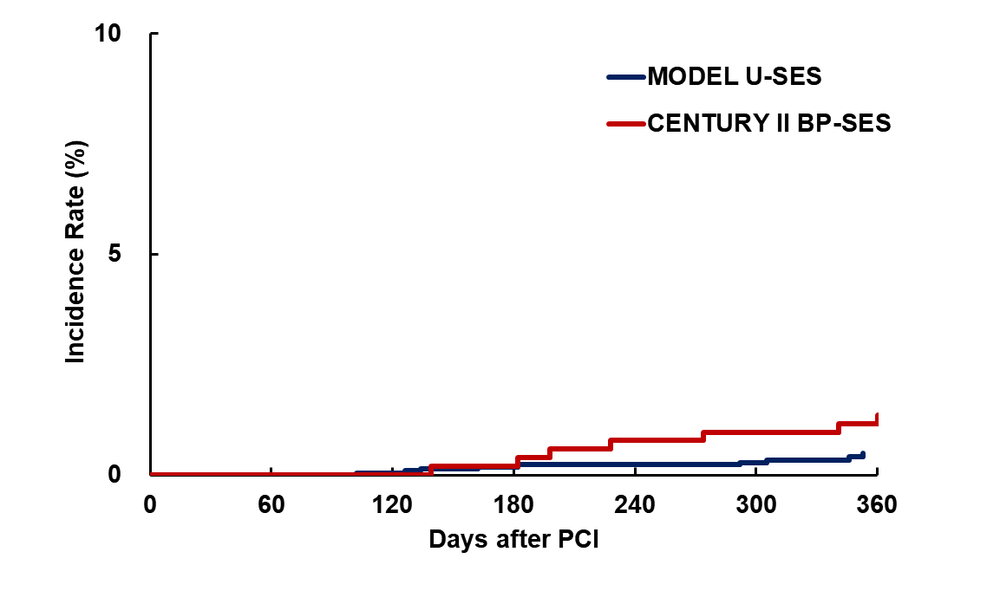 10
MODEL U-SES
CENTURY II BP-SES
Incidence Rate (%)
5
0
0 60 120 180 240 300 360
Days after PCI